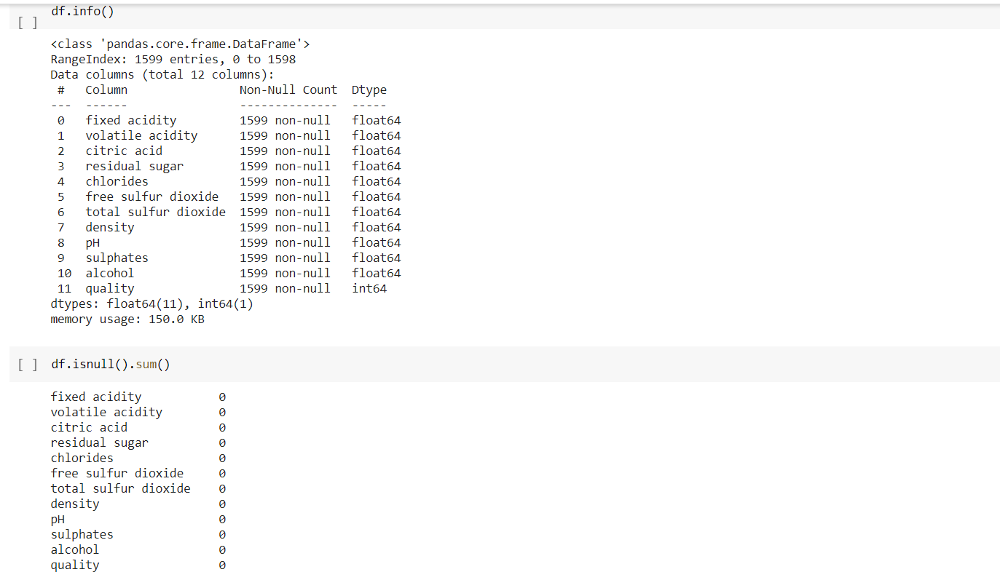 df.info()
[ ]
<class 'pandas.core.frame.DataFrame'>
RangeIndex: 1599 entries, 0 to 1598
Data columns (total 12 columns):
 #   Column                Non-Null Count  Dtype
---  ------                --------------  -----
 0   fixed acidity         1599 non-null   float64
 1   volatile acidity      1599 non-null   float64
 2   citric acid           1599 non-null   float64
 3   residual sugar        1599 non-null   float64
 4   chlorides             1599 non-null   float64
 5   free sulfur dioxide   1599 non-null   float64
 6   total sulfur dioxide  1599 non-null   float64
 7   density               1599 non-null   float64
 8   pH                    1599 non-null   float64
 9   sulphates             1599 non-null   float64
 10  alcohol               1599 non-null   float64
 11  quality               1599 non-null   int64
dtypes: float64(11), int64(1)
memory usage: 150.0 KB
[ ] df.isnull().sum()
fixed acidity           0
volatile acidity        0
citric acid             0
residual sugar          0
chlorides               0
free sulfur dioxide     0
total sulfur dioxide    0
density                 0
pH                      0
sulphates               0
alcohol                 0
quality                 0